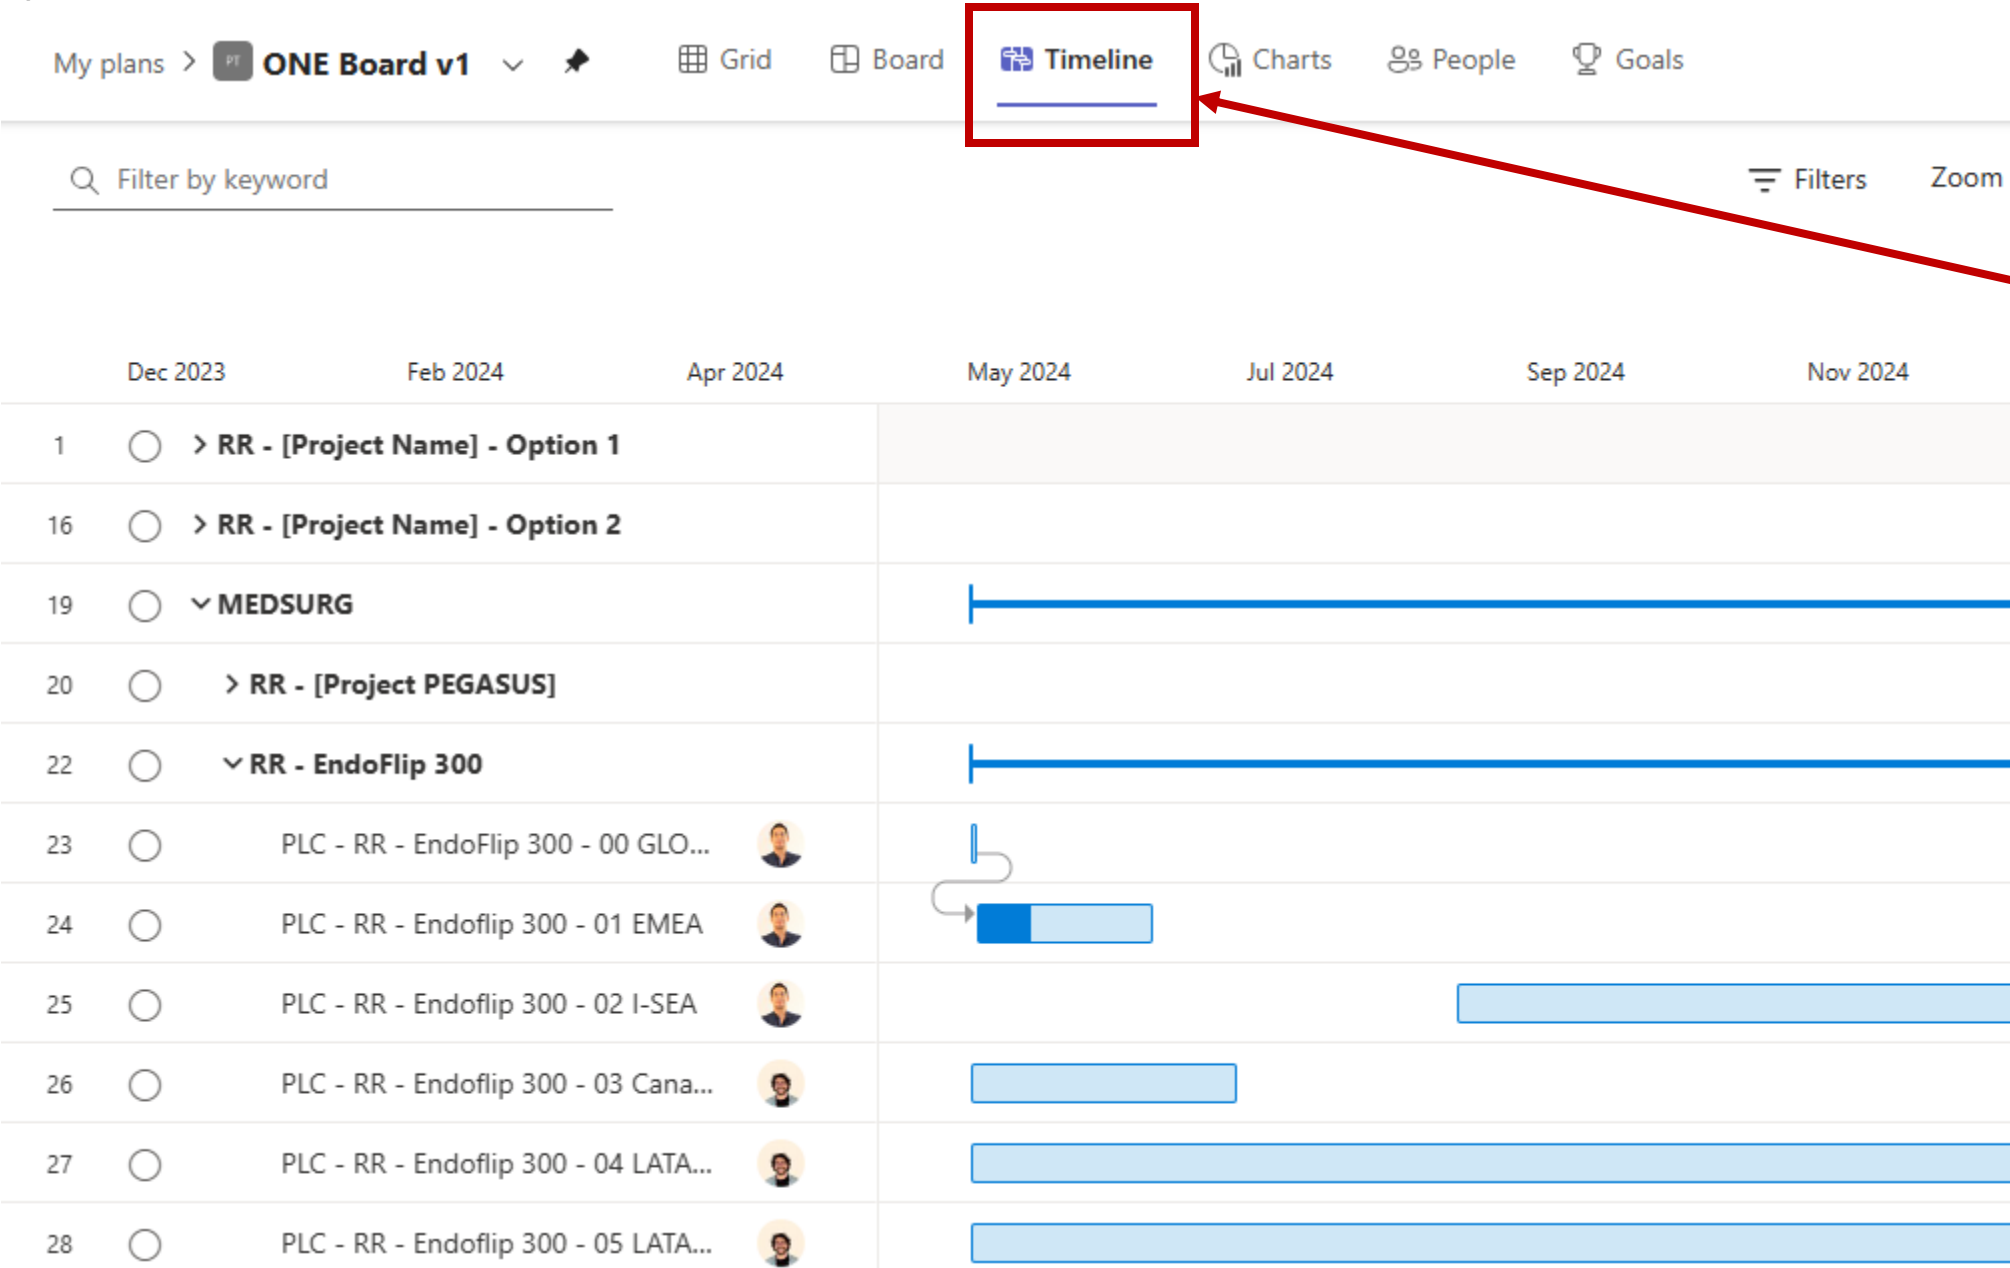 My plans > PT ONE Board v1 Grid Board Timeline Charts People Goals
Filter by keyword Filters Zoom
Dec 2023 Feb 2024 Apr 2024 May 2024 Jul 2024 Sep 2024 Nov 2024
1 RR - [Project Name] - Option 1
16 RR - [Project Name] - Option 2
19 MEDSURG
20 RR - [Project PEGASUS]
22 RR - EndoFlip 300
23 PLC - RR - EndoFlip 300 - 00 GLO...
24 PLC - RR - Endoflip 300 - 01 EMEA
25 PLC - RR - Endoflip 300 - 02 I-SEA
26 PLC - RR - Endoflip 300 - 03 Cana...
27 PLC - RR - Endoflip 300 - 04 LATA...
28 PLC - RR - Endoflip 300 - 05 LATA...